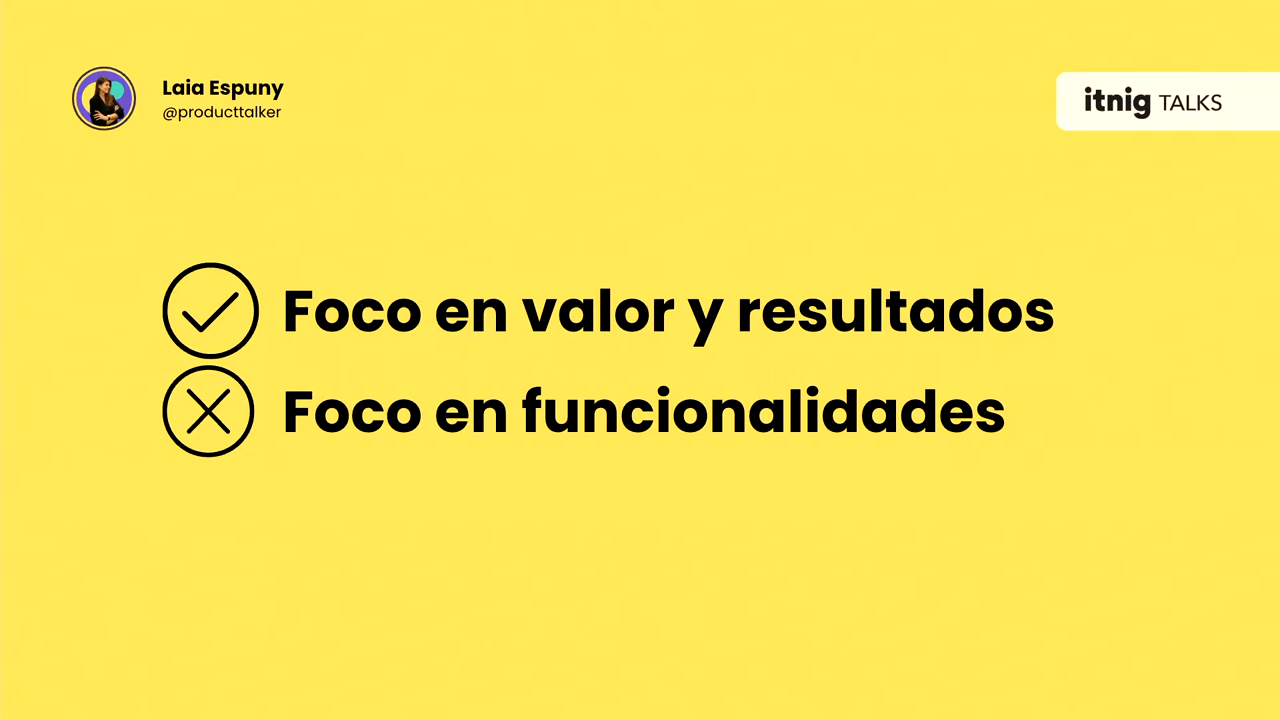 Laia Espuny
@producttalker
itnig TALKS
Foco en valor y resultados
Foco en funcionalidades